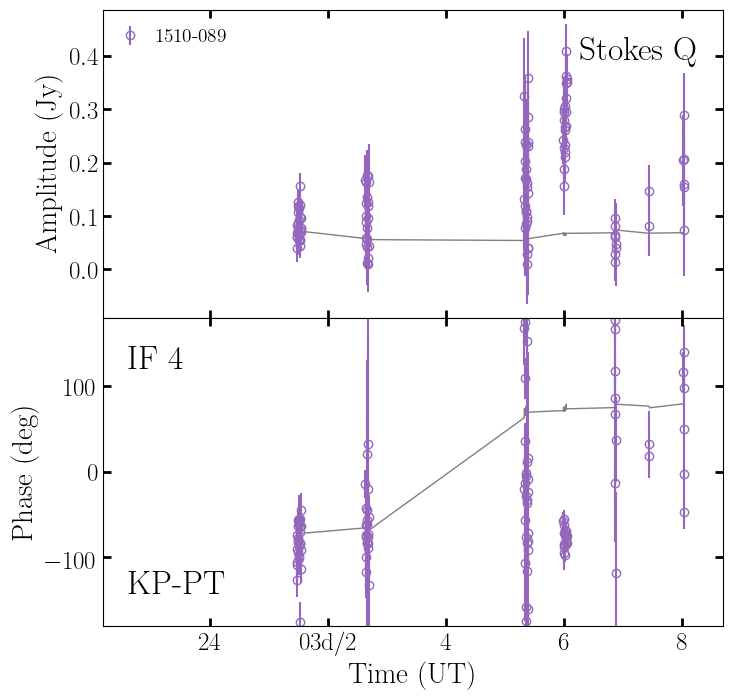 1510-089
Stokes Q
0.4
0.3
0.2
0.1
0.0
Amplitude (Jy)
IF 4
100
0
−100
Phase (deg)
KP-PT
24 03d/2 4 6 8
Time (UT)